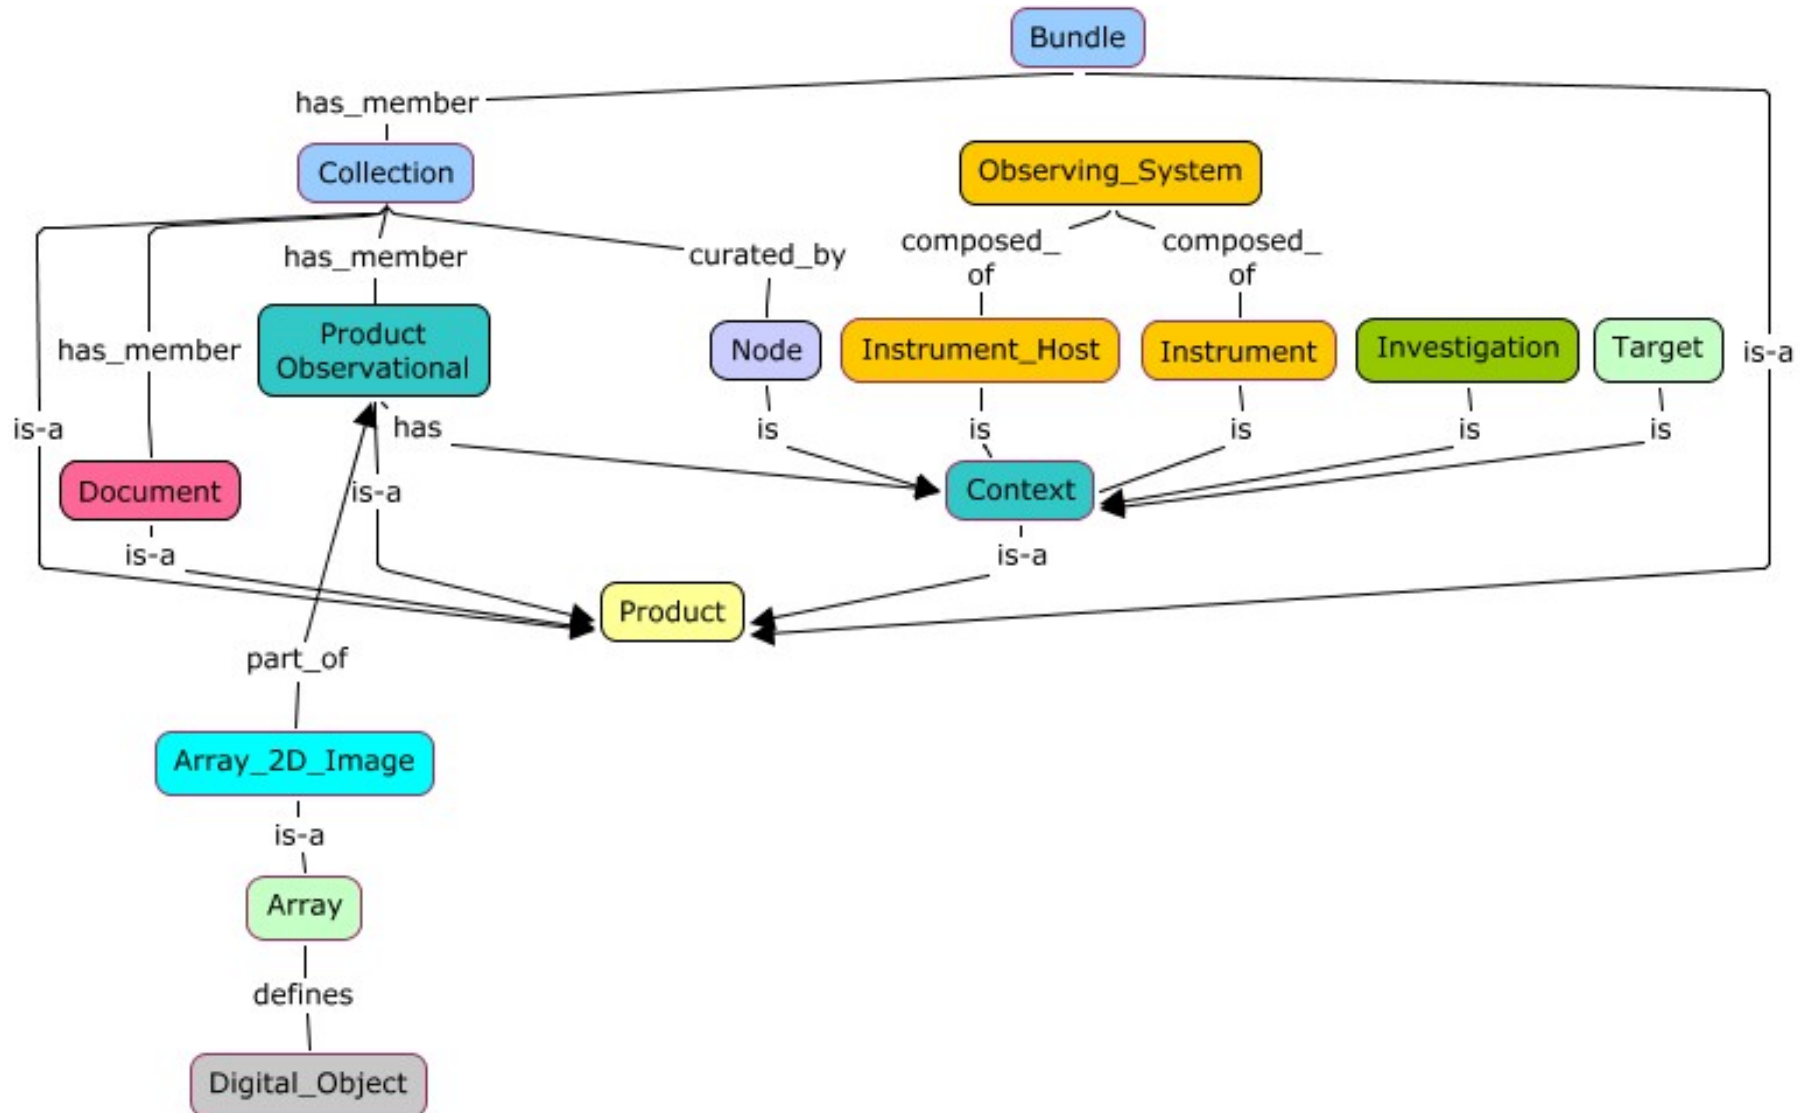 Bundle
has_member
Collection
Observing_System
has_member
curated_by
composed_
of
composed_
of
has_member
Product
Observational
Node
Instrument_Host
Instrument
Investigation
Target
is-a
is-a
has
is
is
is
is
is
Document
is-a
Context
is-a
is-a
Product
part_of
Array_2D_Image
is-a
Array
defines
Digital_Object